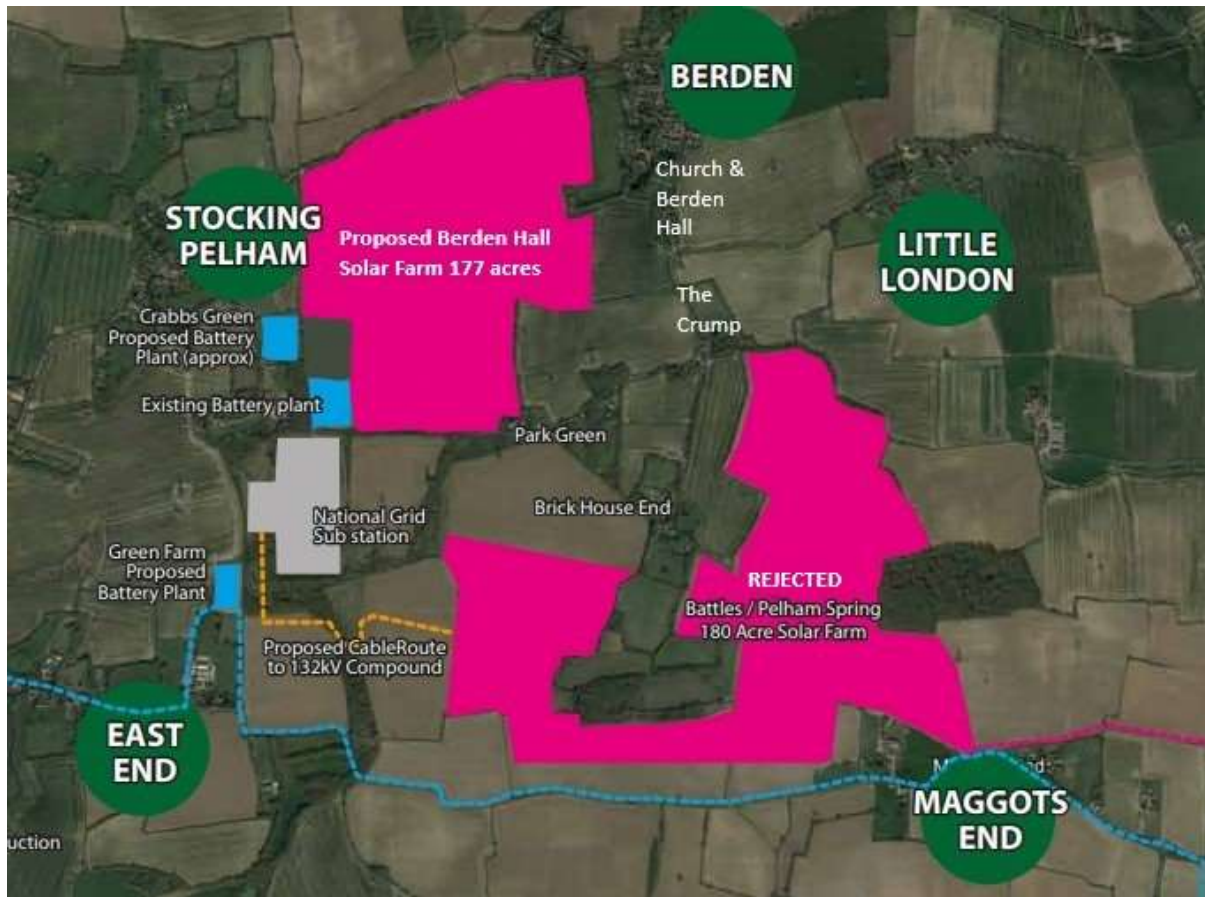 BERDEN
Church &
Berden
Hall
STOCKING
PELHAM
Proposed Berden Hall
Solar Farm 177 acres
LITTLE
LONDON
The
Crump
Crabbs Green
Proposed Battery
Plant (approx)
Existing Battery plant
Park Green
Brick House End
National Grid
Sub station
Green Farm
Proposed
Battery Plant
REJECTED
Battles / Pelham Spring
180 Acre Solar Farm
Proposed CableRoute
to 132kV Compound
EAST
END
MAGGOTS
END
uction